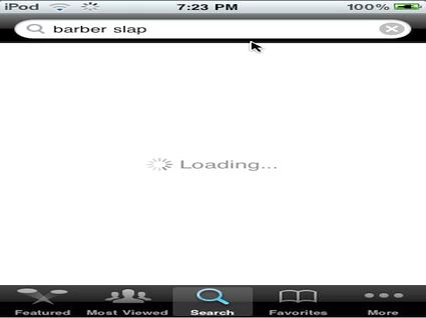 iPod 7:23 PM 100%
barber slap
Loading...
Featured Most Viewed Search Favorites More